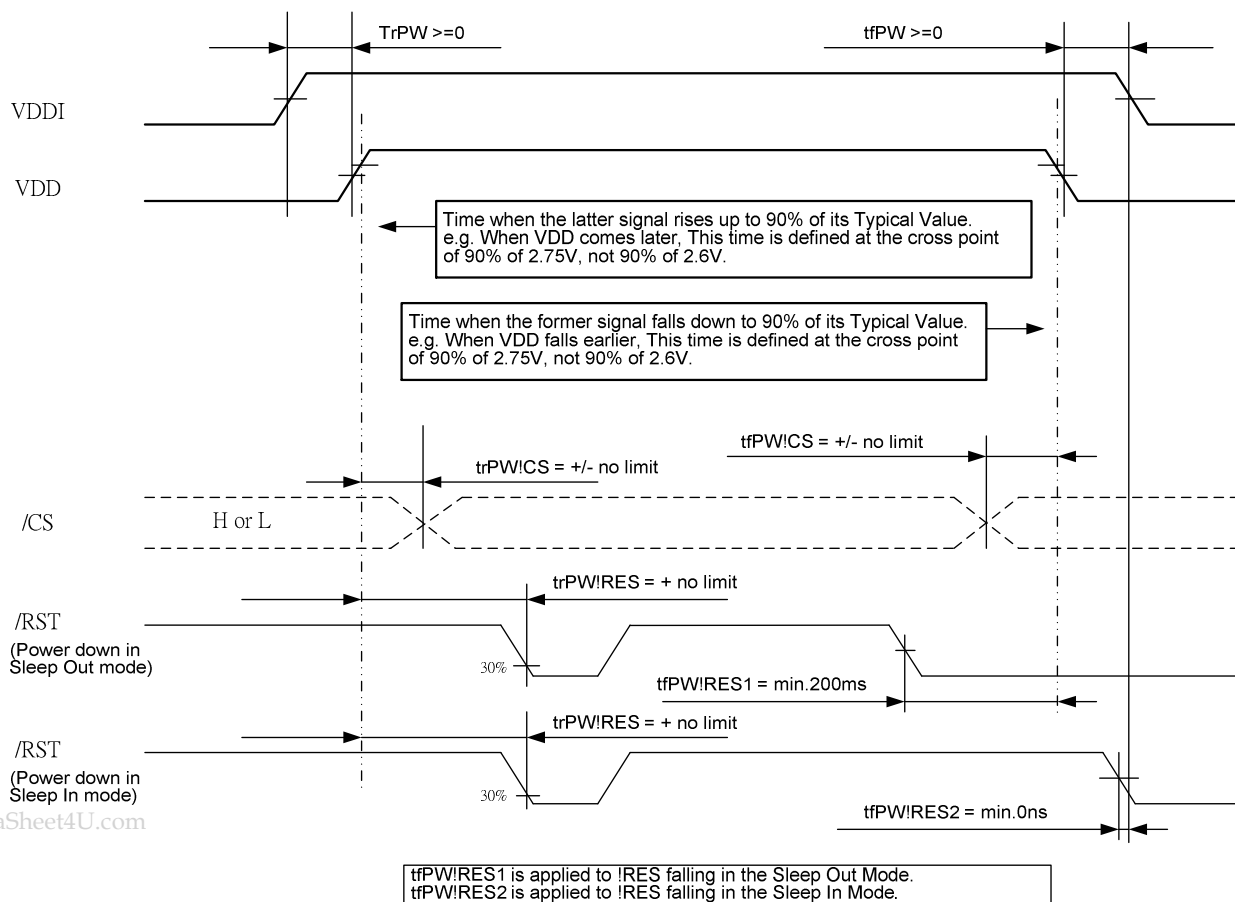 TrPW >=0
tfPW >=0
VDDI
VDD
Time when the latter signal rises up to 90% of its Typical Value.
e.g. When VDD comes later, This time is defined at the cross point
of 90% of 2.75V, not 90% of 2.6V.
Time when the former signal falls down to 90% of its Typical Value.
e.g. When VDD falls earlier, This time is defined at the cross point
of 90% of 2.75V, not 90% of 2.6V.
tfPW!CS = +/- no limit
trPW!CS = +/- no limit
/CS
H or L
trPW!RES = + no limit
/RST
(Power down in
Sleep Out mode)
30%
tfPW!RES1 = min.200ms
trPW!RES = + no limit
/RST
(Power down in
Sleep In mode)
30%
aSheet4U.com
tfPW!RES2 = min.0ns
tfPW!RES1 is applied to !RES falling in the Sleep Out Mode.
tfPW!RES2 is applied to !RES falling in the Sleep In Mode.